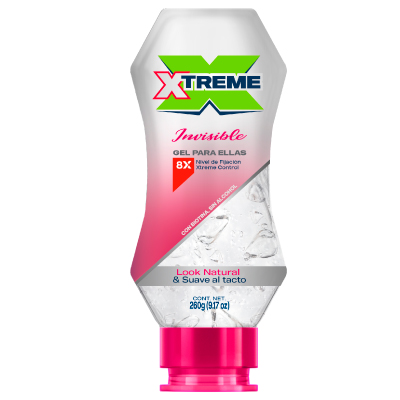 XTREME
Invisible
GEL PARA ELLAS
8X
Nivel de Fijación
Xtreme Control
CON BIOTINA, SIN ALCOHOL
Look Natural
& Suave al tacto
CONT. NET.
260g (9.17 oz)